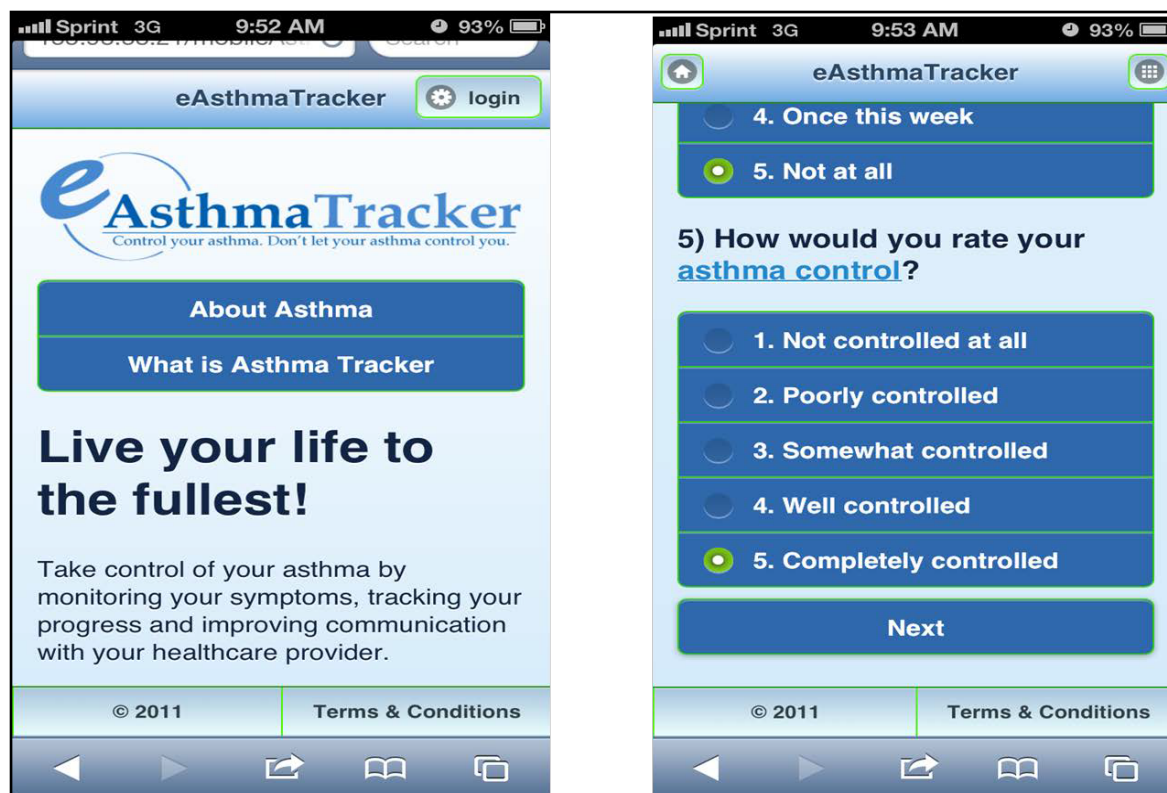 Sprint 3G 9:52 AM 93%
eAsthmaTracker login
eAsthmaTracker
Control your asthma. Don't let your asthma control you.
About Asthma
What is Asthma Tracker
Live your life to
the fullest!
Take control of your asthma by
monitoring your symptoms, tracking your
progress and improving communication
with your healthcare provider.
© 2011 Terms & Conditions
Sprint 3G 9:53 AM 93%
eAsthmaTracker
4. Once this week
5. Not at all
5) How would you rate your
asthma control?
1. Not controlled at all
2. Poorly controlled
3. Somewhat controlled
4. Well controlled
5. Completely controlled
Next
© 2011 Terms & Conditions